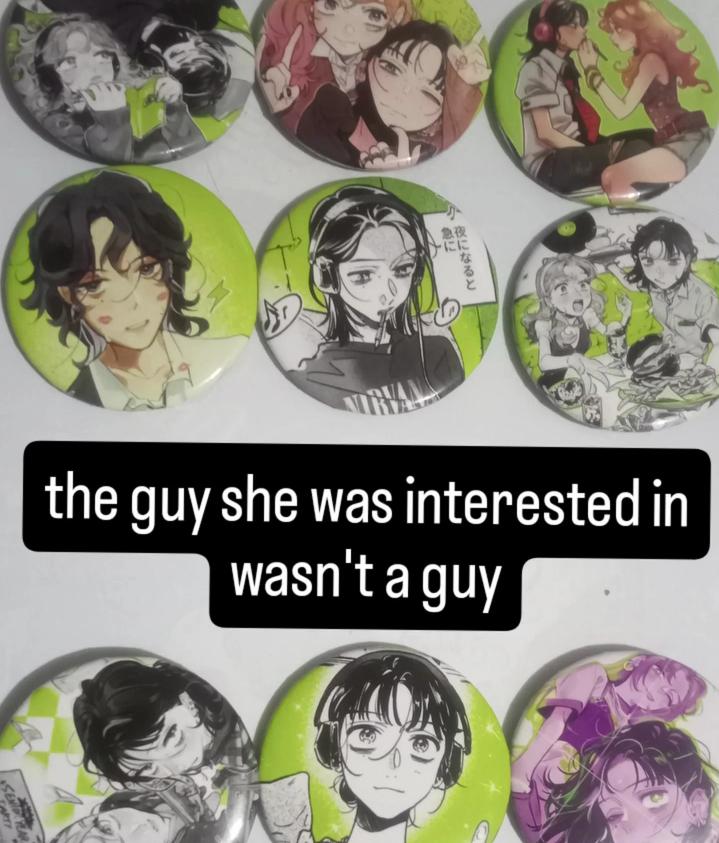 夜になると
急に
the guy she was interested in
wasn't a guy